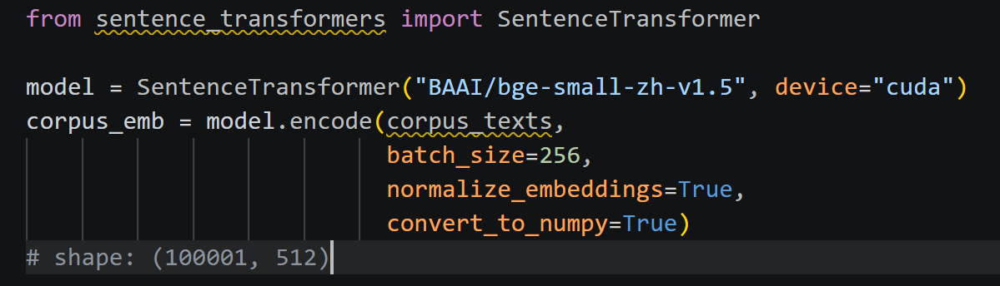 from sentence_transformers import SentenceTransformer
model = SentenceTransformer("BAAI/bge-small-zh-v1.5", device="cuda")
corpus_emb = model.encode(corpus_texts,
batch_size=256,
normalize_embeddings=True,
convert_to_numpy=True)
# shape: (100001, 512)